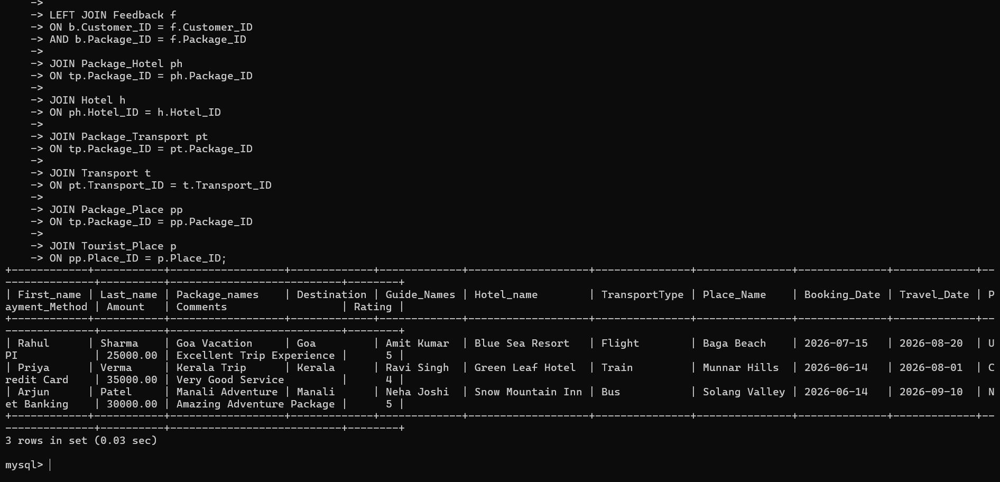 ->
    -> LEFT JOIN Feedback f
    -> ON b.Customer_ID = f.Customer_ID
    -> AND b.Package_ID = f.Package_ID
    ->
    -> JOIN Package_Hotel ph
    -> ON tp.Package_ID = ph.Package_ID
    ->
    -> JOIN Hotel h
    -> ON ph.Hotel_ID = h.Hotel_ID
    ->
    -> JOIN Package_Transport pt
    -> ON tp.Package_ID = pt.Package_ID
    ->
    -> JOIN Transport t
    -> ON pt.Transport_ID = t.Transport_ID
    ->
    -> JOIN Package_Place pp
    -> ON tp.Package_ID = pp.Package_ID
    ->
    -> JOIN Tourist_Place p
    -> ON pp.Place_ID = p.Place_ID;
+------------+-----------+------------------+-------------+-------------+-------------------+---------------+---------------+--------------+-------------+--
--------------+----------+---------------------------+--------+
| First_name | Last_name | Package_names    | Destination | Guide_Names | Hotel_name        | TransportType | Place_Name    | Booking_Date | Travel_Date | P
ayment_Method | Amount   | Comments                  | Rating |
+------------+-----------+------------------+-------------+-------------+-------------------+---------------+---------------+--------------+-------------+--
--------------+----------+---------------------------+--------+
| Rahul      | Sharma    | Goa Vacation     | Goa         | Amit Kumar  | Blue Sea Resort   | Flight        | Baga Beach    | 2026-07-15   | 2026-08-20  | U
PI            | 25000.00 | Excellent Trip Experience |      5 |
| Priya      | Verma     | Kerala Trip      | Kerala      | Ravi Singh  | Green Leaf Hotel  | Train         | Munnar Hills  | 2026-06-14   | 2026-08-01  | C
redit Card    | 35000.00 | Very Good Service         |      4 |
| Arjun      | Patel     | Manali Adventure | Manali      | Neha Joshi  | Snow Mountain Inn | Bus           | Solang Valley | 2026-06-14   | 2026-09-10  | N
et Banking    | 30000.00 | Amazing Adventure Package |      5 |
+------------+-----------+------------------+-------------+-------------+-------------------+---------------+---------------+--------------+-------------+--
--------------+----------+---------------------------+--------+
3 rows in set (0.03 sec)
mysql>